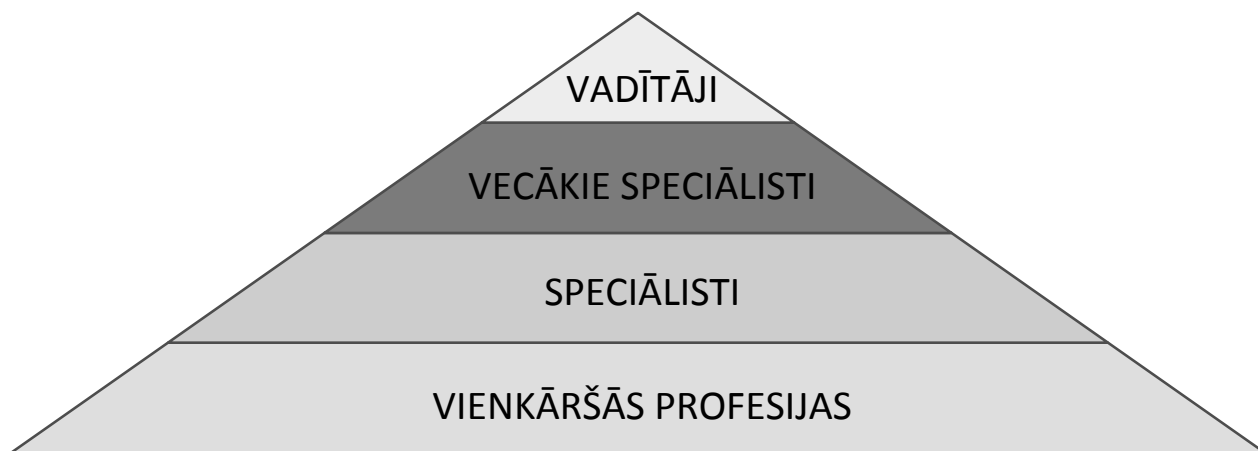 VADĪTĀJI
VECĀKIE SPECIĀLISTI
SPECIĀLISTI
VIENKĀRŠĀS PROFESIJAS